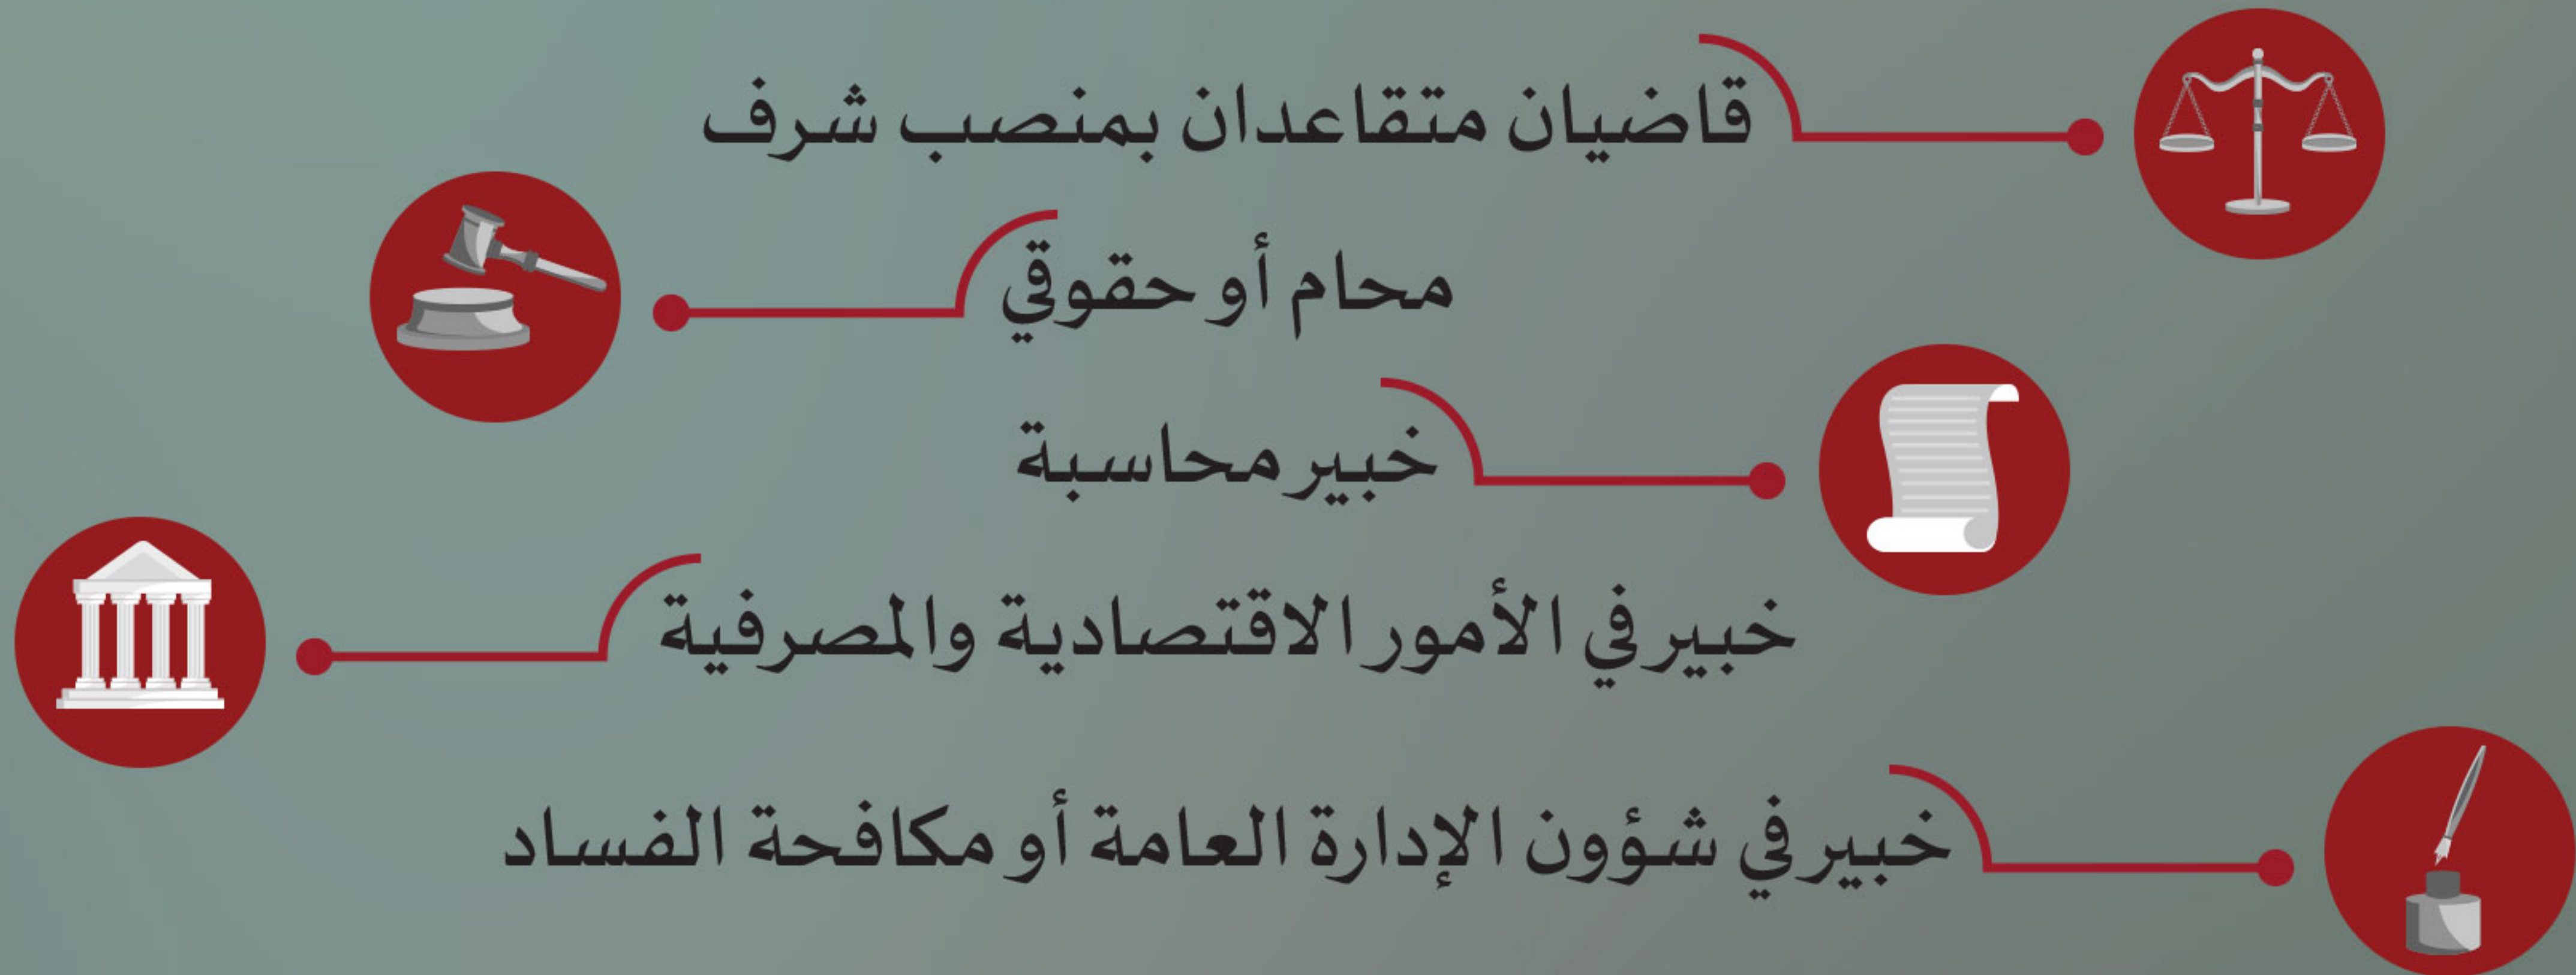 قاضيان متقاعدان بمنصب شرف
محام أو حقوقي
خبير محاسبة
خبير في الأمور الاقتصادية والمصرفية
خبير في شؤون الإدارة العامة أو مكافحة الفساد